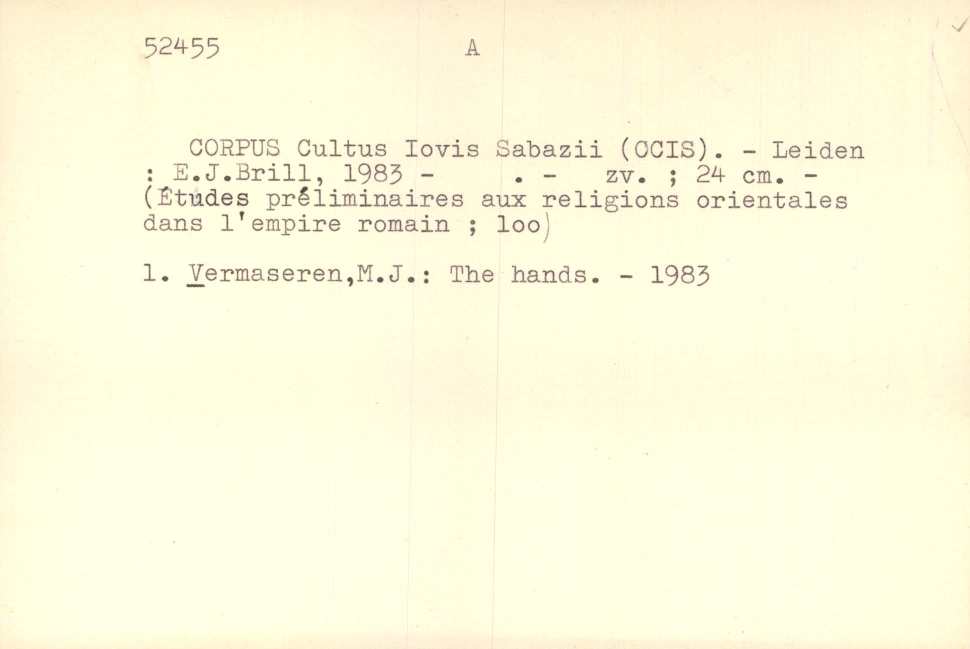 52455 A
CORPUS Cultus Iovis Sabazii (CCIS). - Leiden
: E.J.Brill, 1983 -     . -   zv. ; 24 cm. -
(Études préliminaires aux religions orientales
dans l'empire romain ; loo)
1. Vermaseren,M.J.: The hands. - 1983